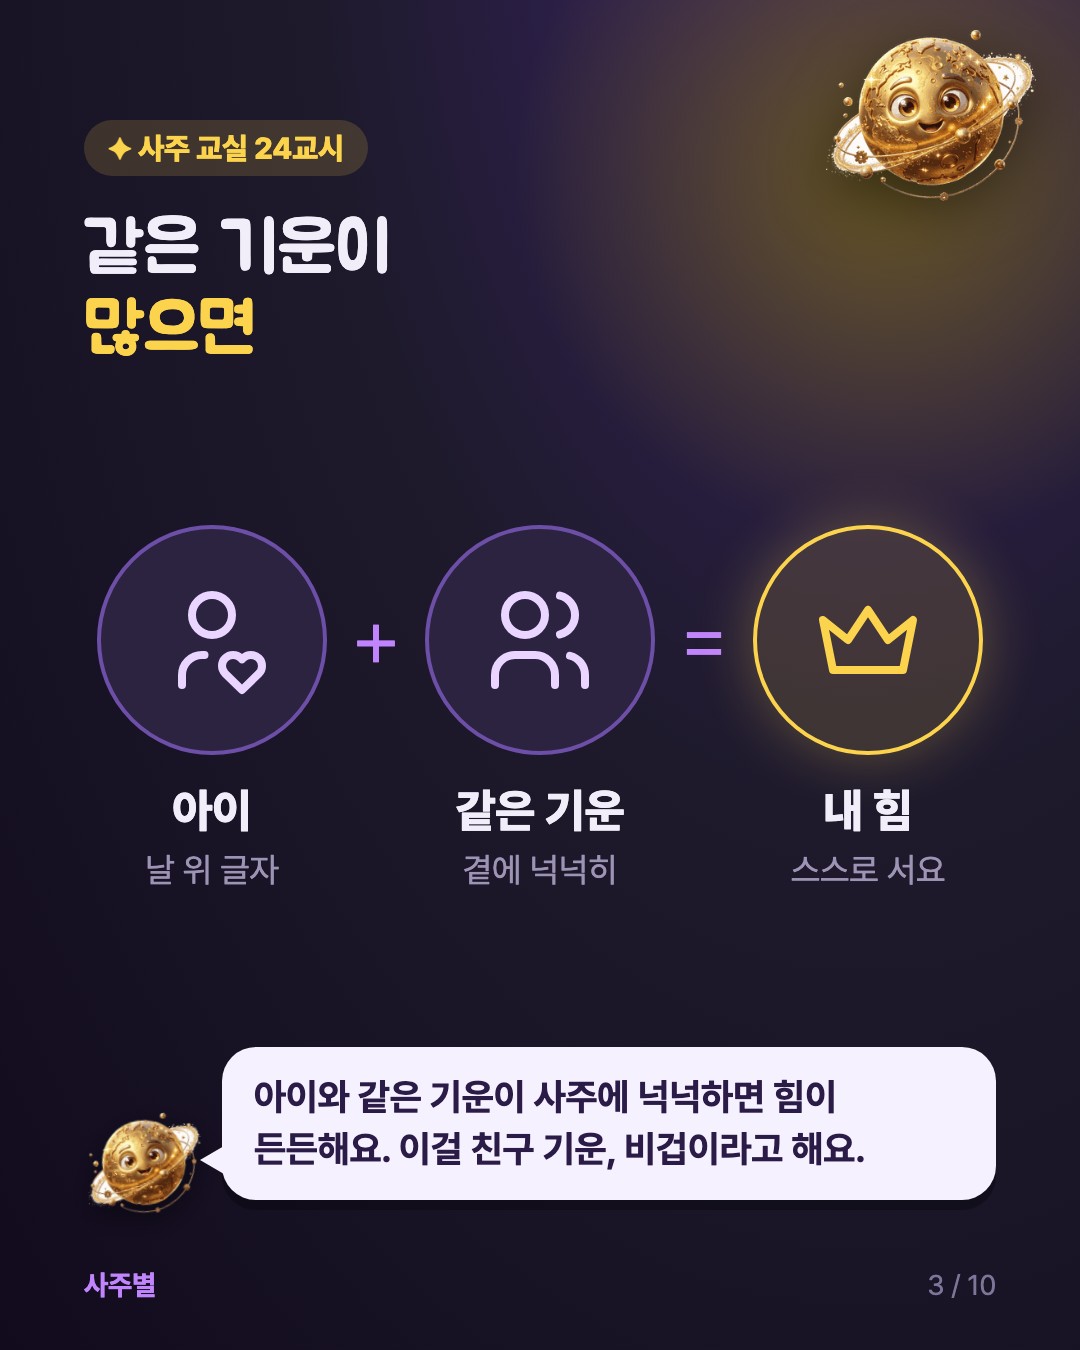 ✦ 사주 교실 24교시
같은 기운이
많으면
+
=
아이
날 위 글자
같은 기운
곁에 넉넉히
내 힘
스스로 서요
아이와 같은 기운이 사주에 넉넉하면 힘이
든든해요. 이걸 친구 기운, 비겁이라고 해요.
사주별
3 / 10